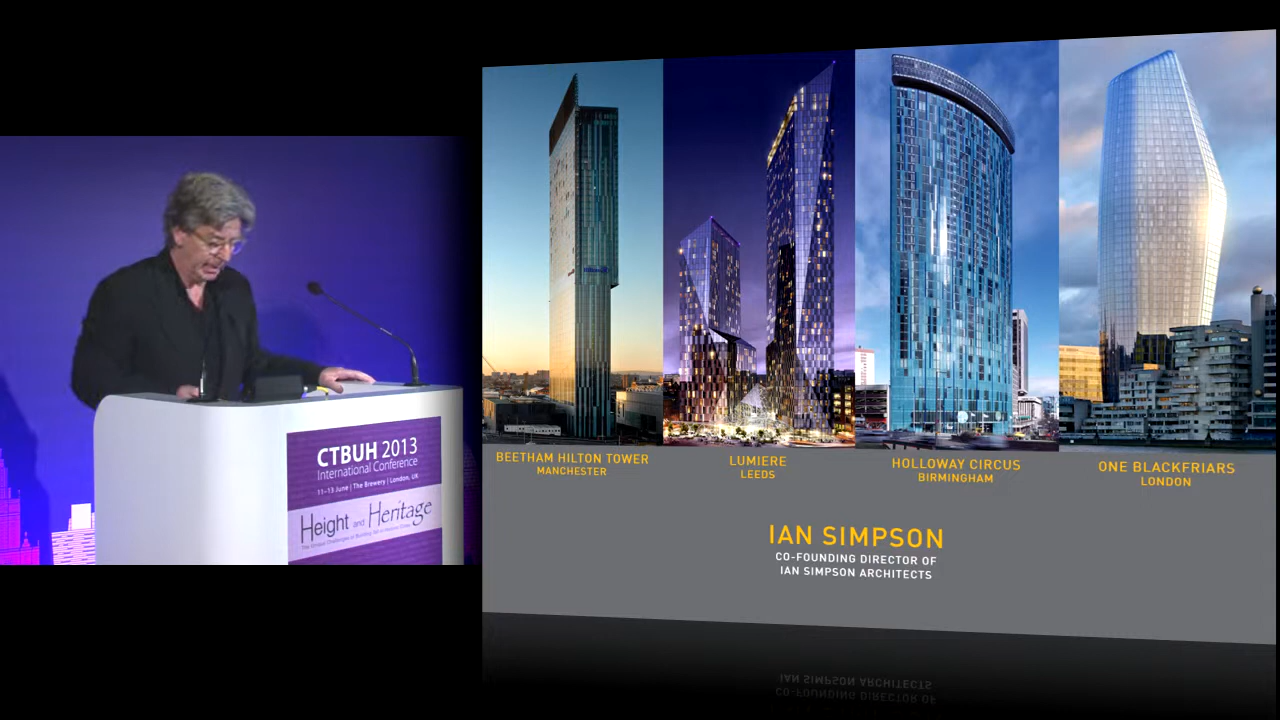 CTBUH 2013
International Conference
11-13 June | The Brewery | London, UK
Height and Heritage
BEETHAM HILTON TOWER
MANCHESTER
LUMIERE
LEEDS
HOLLOWAY CIRCUS
BIRMINGHAM
ONE BLACKFRIARS
LONDON
IAN SIMPSON
CO-FOUNDING DIRECTOR OF
IAN SIMPSON ARCHITECTS